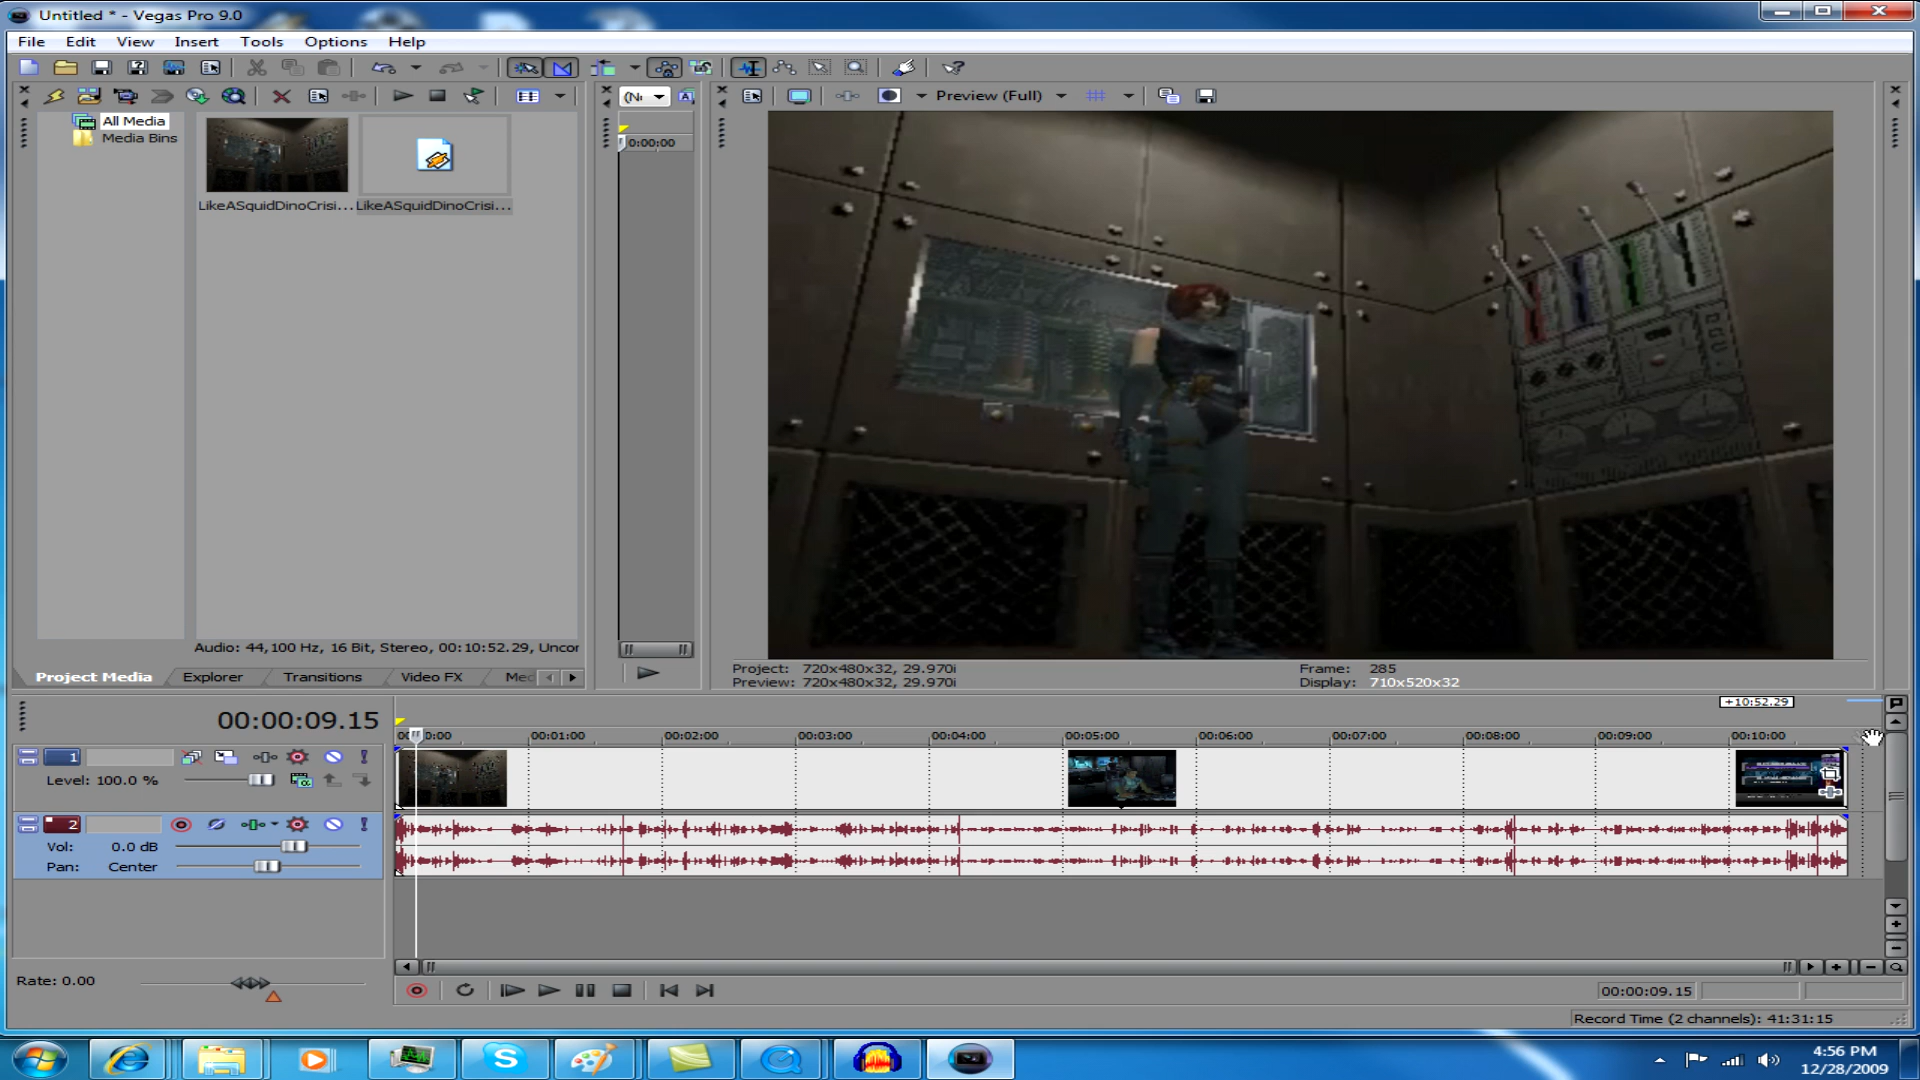 Untitled * - Vegas Pro 9.0
File Edit View Insert Tools Options Help
Preview (Full)
All Media
Media Bins
LikeASquidDinoCrisi...
LikeASquidDinoCrisi...
0:00:00
Audio: 44,100 Hz, 16 Bit, Stereo, 00:10:52.29, Uncor
Project Media Explorer Transitions Video FX Med
Project: 720x480x32, 29.970i
Preview: 720x480x32, 29.970i
Frame: 285
Display: 710x520x32
+10:52.29
00:00:09.15
00:01:00 00:02:00 00:03:00 00:04:00 00:05:00 00:06:00 00:07:00 00:08:00 00:09:00 00:10:00
1
Level: 100.0 %
2
Vol: 0.0 dB
Pan: Center
Rate: 0.00
00:00:09.15
Record Time (2 channels): 41:31:15
4:56 PM
12/28/2009